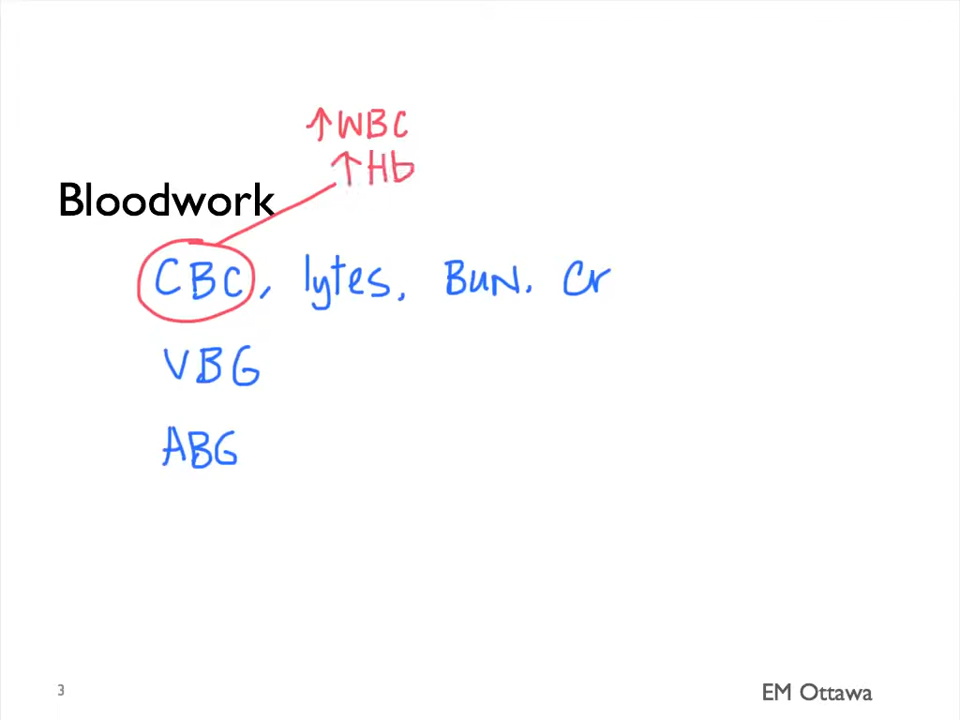 ↑WBC
↑Hb
Bloodwork
CBC, lytes, BUN. Cr
VBG
ABG
3
EM Ottawa